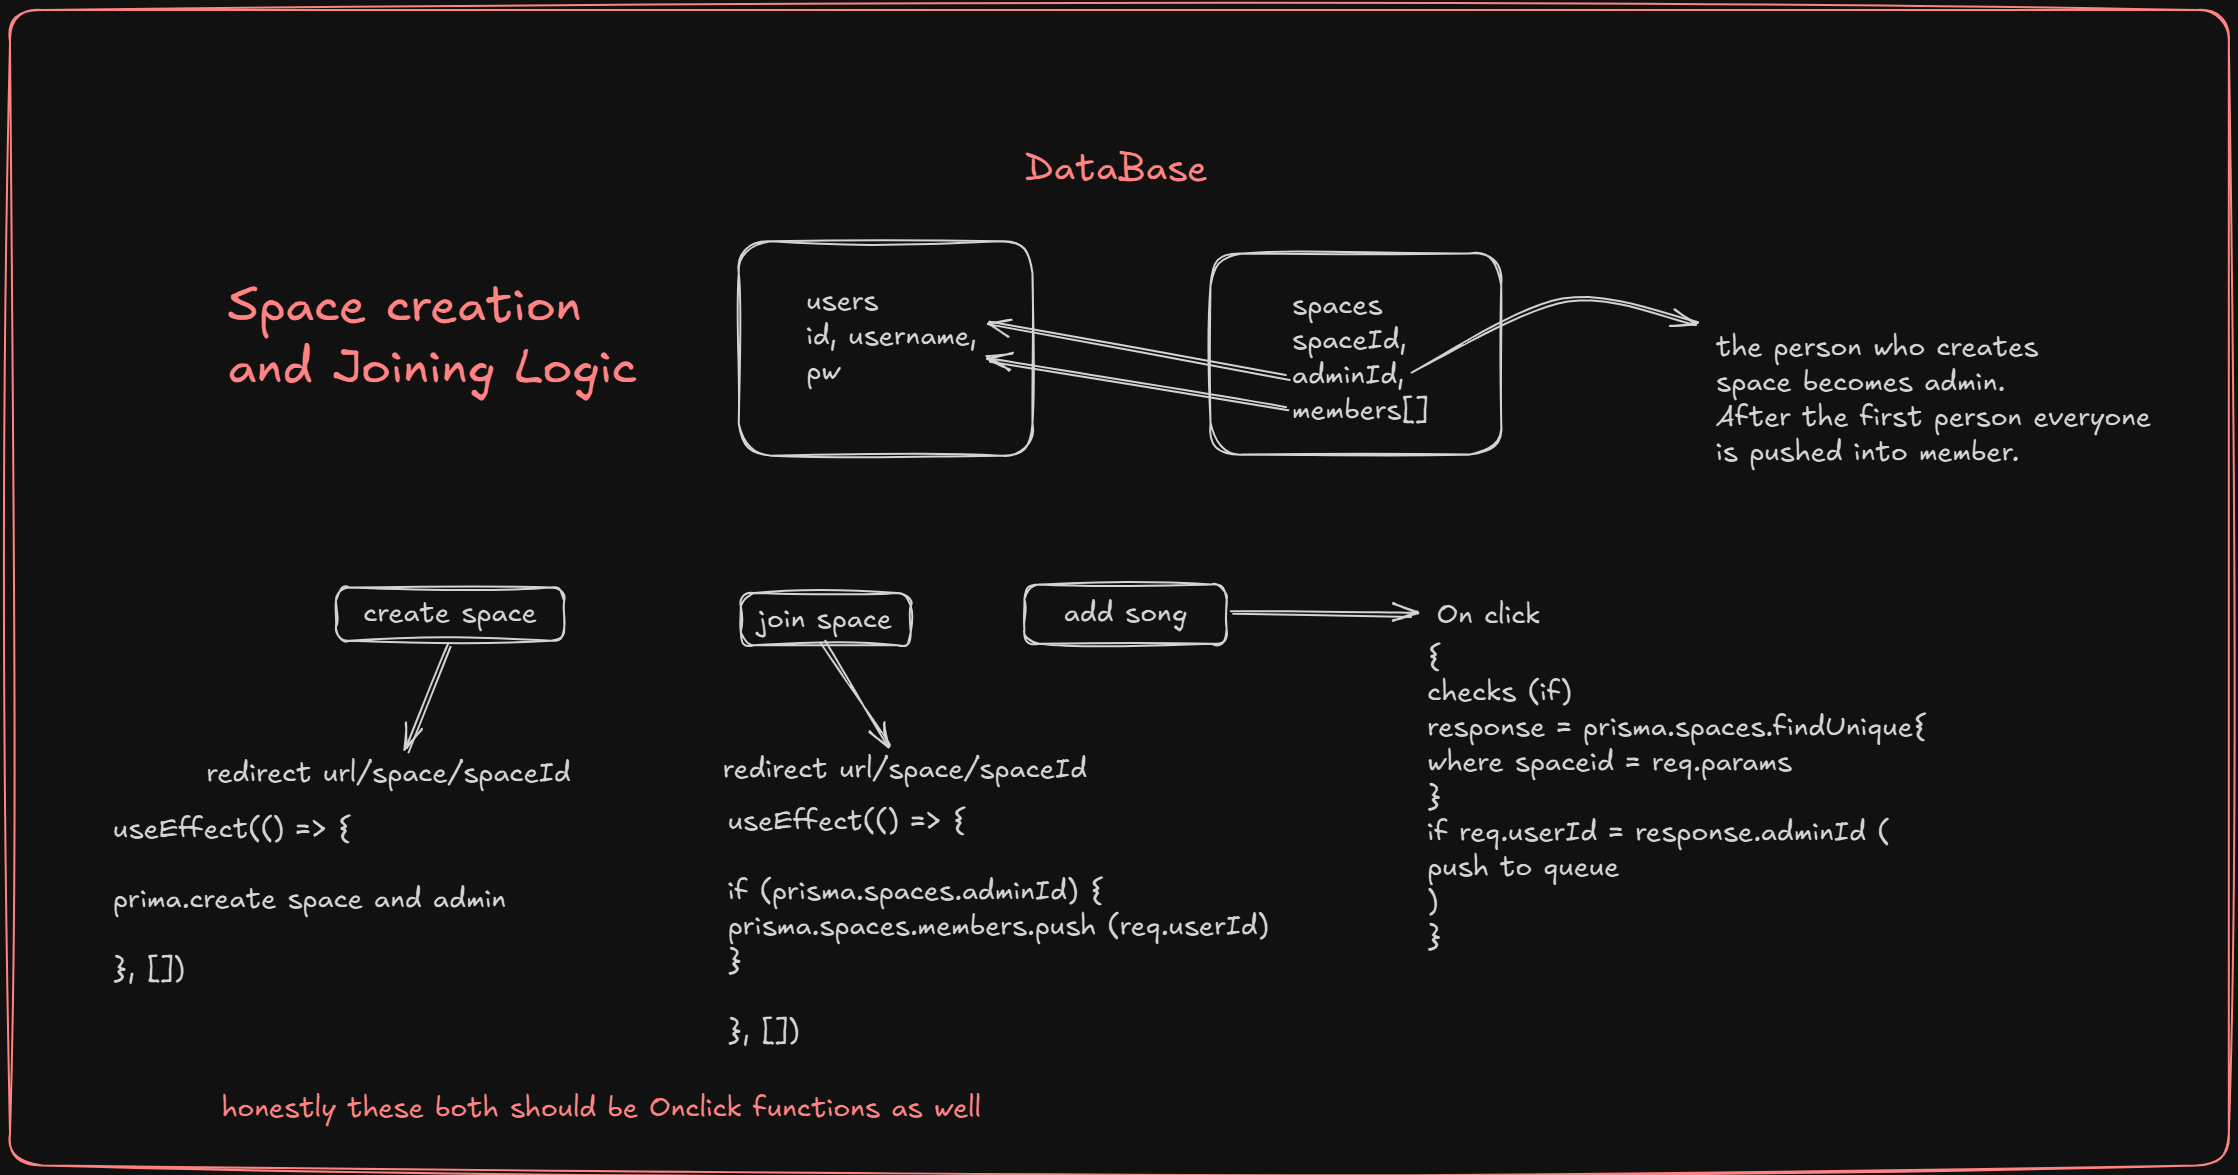 DataBase
Space creation
and Joining Logic
users
id, username,
pw
spaces
spaceId,
adminId,
members[]
the person who creates
space becomes admin.
After the first person everyone
is pushed into member.
create space
redirect url/space/spaceId
useEffect(() => {
prima.create space and admin
}, [])
join space
redirect url/space/spaceId
useEffect(() => {
if (prisma.spaces.adminId) {
prisma.spaces.members.push (req.userId)
}
}, [])
add song
On click
{
checks (if)
response = prisma.spaces.findUnique{
where spaceid = req.params
}
if req.userId = response.adminId (
push to queue
)
}
honestly these both should be Onclick functions as well